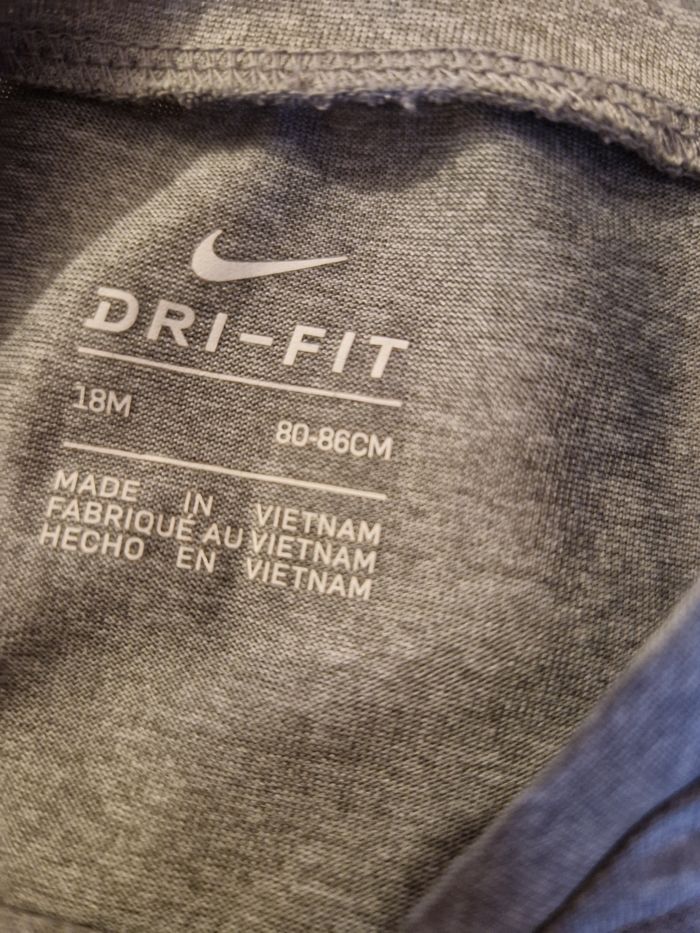 DRI-FIT
18M 80-86CM
MADE IN VIETNAM
FABRIQUÉ AU VIETNAM
HECHO EN VIETNAM